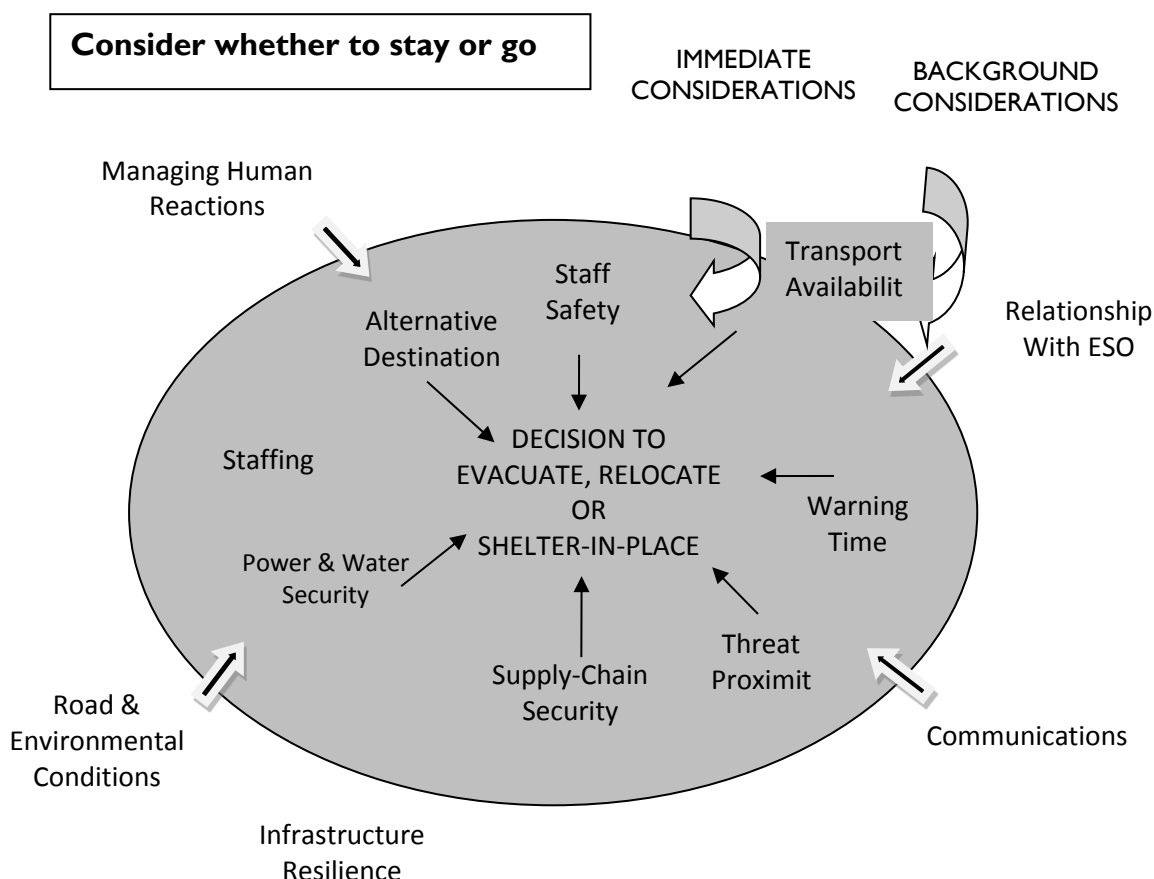 Consider whether to stay or go
IMMEDIATE
CONSIDERATIONS
BACKGROUND
CONSIDERATIONS
Managing Human
Reactions
Transport
Availabilit
Staff
Safety
Alternative
Destination
Relationship
With ESO
DECISION TO
EVACUATE, RELOCATE
OR
SHELTER-IN-PLACE
Staffing
Warning
Time
Power & Water
Security
Threat
Proximit
Supply-Chain
Security
Road &
Environmental
Conditions
Communications
Infrastructure
Resilience